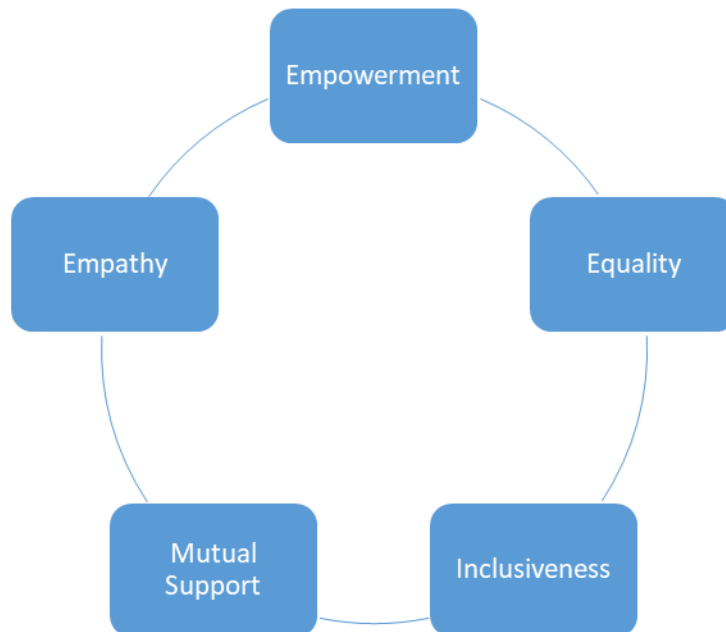 Empowerment
Empathy
Equality
Mutual
Support
Inclusiveness